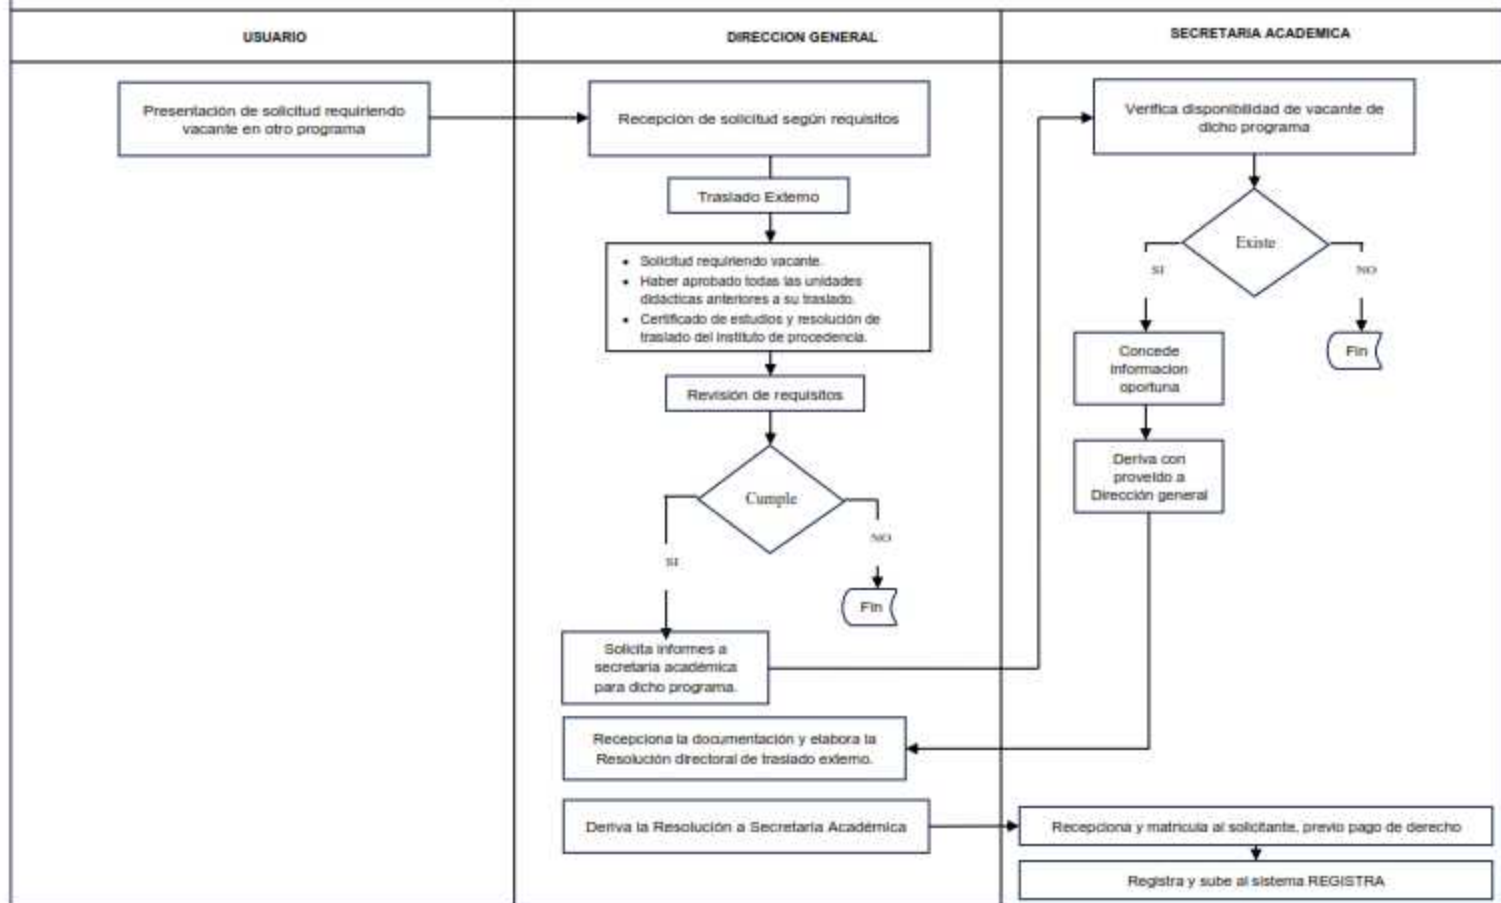 USUARIO
DIRECCION GENERAL
SECRETARIA ACADEMICA
Presentación de solicitud requiriendo
vacante en otro programa
Recepción de solicitud según requisitos
Traslado Externo
• Solicitud requiriendo vacante.
• Haber aprobado todas las unidades
didácticas anteriores a su traslado.
• Certificado de estudios y resolución de
traslado del instituto de procedencia.
Revisión de requisitos
Cumple
SI
NO
Fin
Solicita informes a
secretaria académica
para dicho programa.
Recepciona la documentación y elabora la
Resolución directoral de traslado externo.
Deriva la Resolución a Secretaria Académica
Verifica disponibilidad de vacante de
dicho programa
Existe
SI
NO
Fin
Concede
informacion
oportuna
Deriva con
proveído a
Dirección general
Recepciona y matricula al solicitante, previo pago de derecho
Registra y sube al sistema REGISTRA